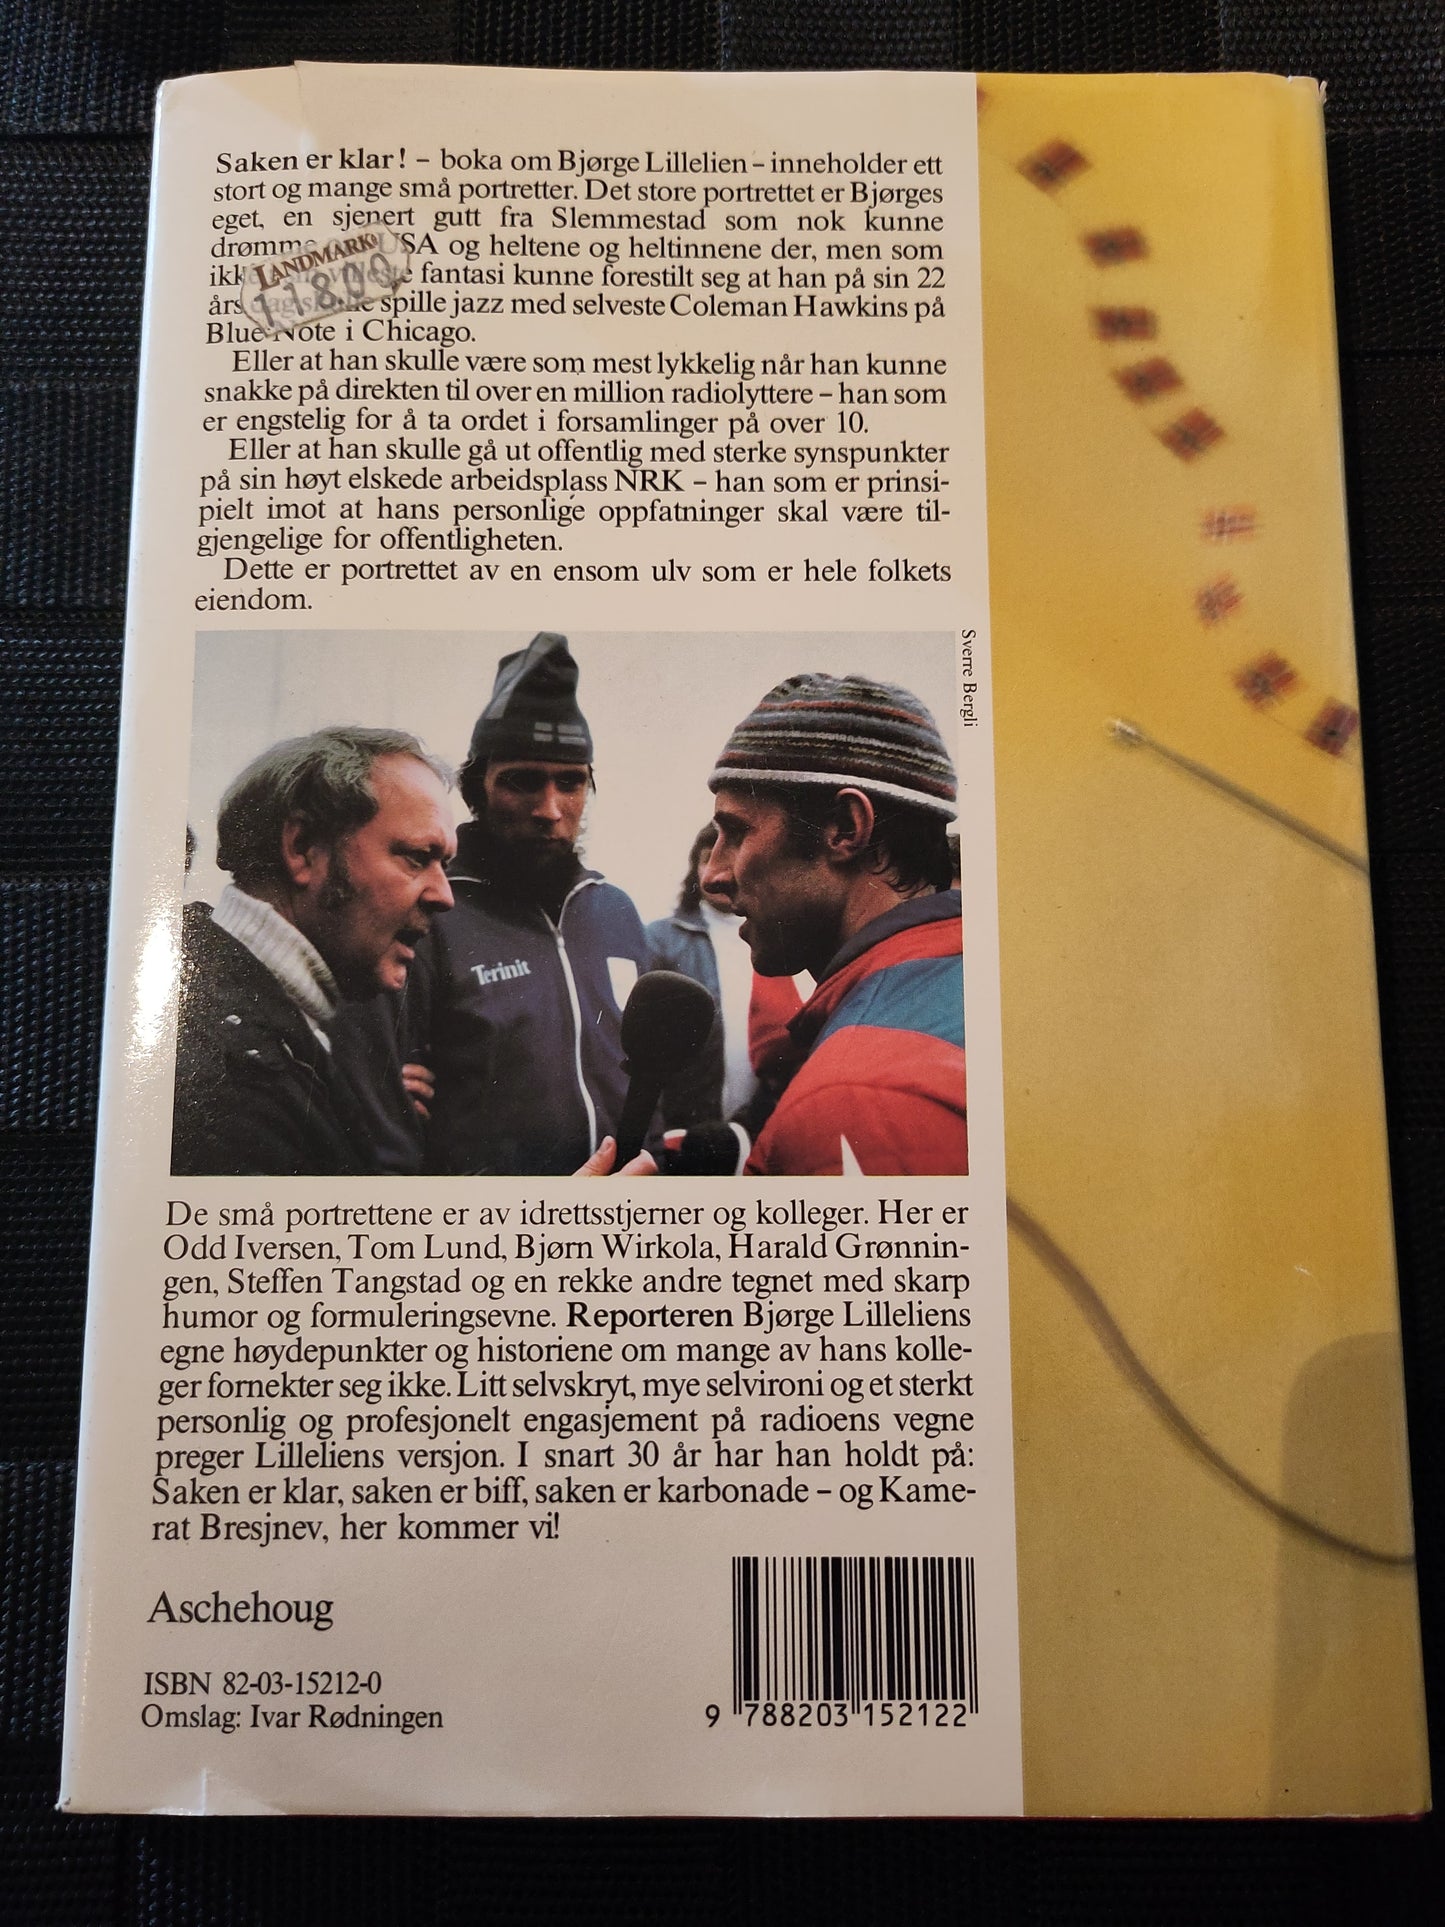 Saken er klar! – boka om Bjørge Lillelien – inneholder ett
stort og mange små portretter. Det store portrettet er Bjørges
eget, en sjenert gutt fra Slemmestad som nok kunne
drømme USA og heltene og heltinnene der, men som
fantasi kunne forestilt seg at han på sin 22
års spille jazz med selveste Coleman Hawkins på
Blue Note i Chicago.
LANDMARK
11800
Eller at han skulle være som mest lykkelig når han kunne
snakke på direkten til over en million radiolyttere – han som
er engstelig for å ta ordet i forsamlinger på over 10.
Eller at han skulle gå ut offentlig med sterke synspunkter
på sin høyt elskede arbeidsplass NRK – han som er prinsi-
pielt imot at hans personlige oppfatninger skal være til-
gjengelige for offentligheten.
Dette er portrettet av en ensom ulv som er hele folkets
eiendom.
Sverre Bergli
Terinit
De små portrettene er av idrettsstjerner og kolleger. Her er
Odd Iversen, Tom Lund, Bjørn Wirkola, Harald Grønnin-
gen, Steffen Tangstad og en rekke andre tegnet med skarp
humor og formuleringsevne. Reporteren Bjørge Lilleliens
egne høydepunkter og historiene om mange av hans kolle-
ger fornekter seg ikke. Litt selvskryt, mye selvironi og et sterkt
personlig og profesjonelt engasjement på radioens vegne
preger Lilleliens versjon. I snart 30 år har han holdt på:
Saken er klar, saken er biff, saken er karbonade – og Kame-
rat Bresjnev, her kommer vi!
Aschehoug
ISBN 82-03-15212-0
Omslag: Ivar Rødningen
9 788203 152122